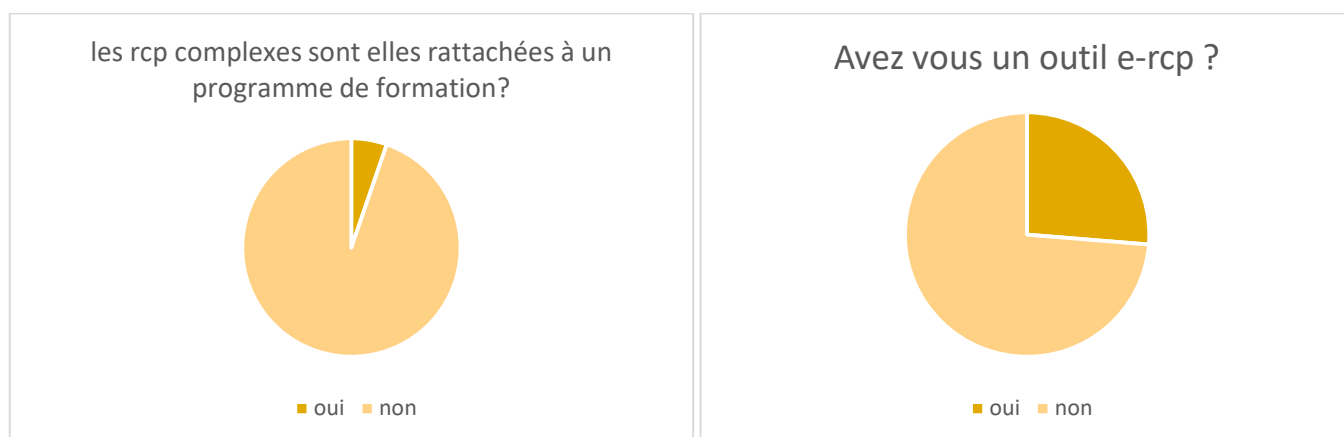 les rcp complexes sont elles rattachées à un
programme de formation?
oui non
Avez vous un outil e-rcp ?
oui non